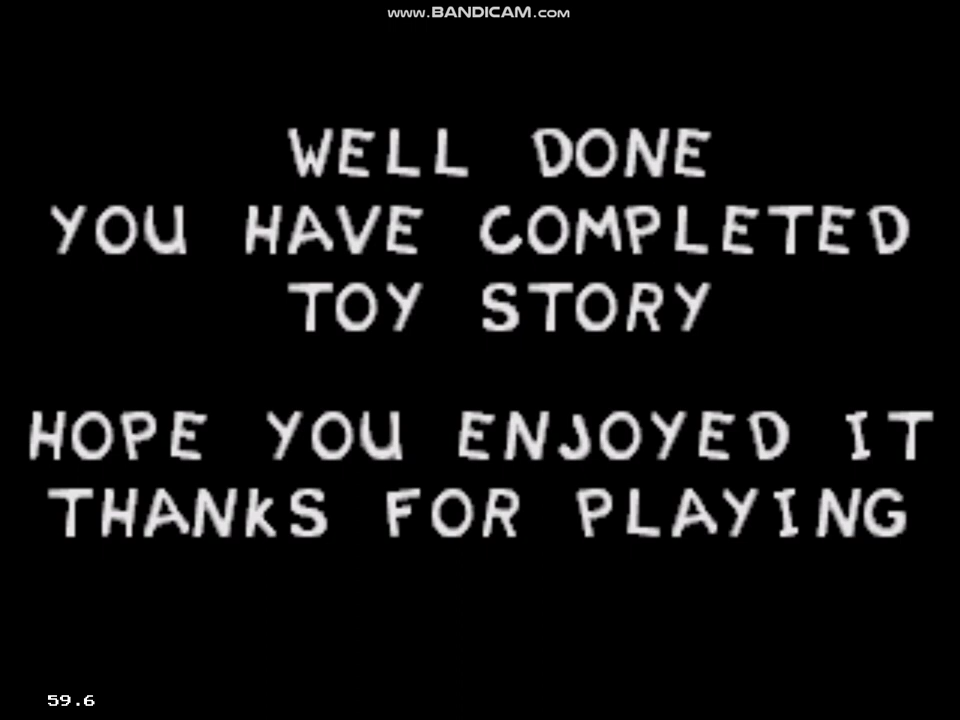 www.BANDICAM.com
WELL DONE
YOU HAVE COMPLETED
TOY STORY
HOPE YOU ENJOYED IT
THANKS FOR PLAYING
59.6